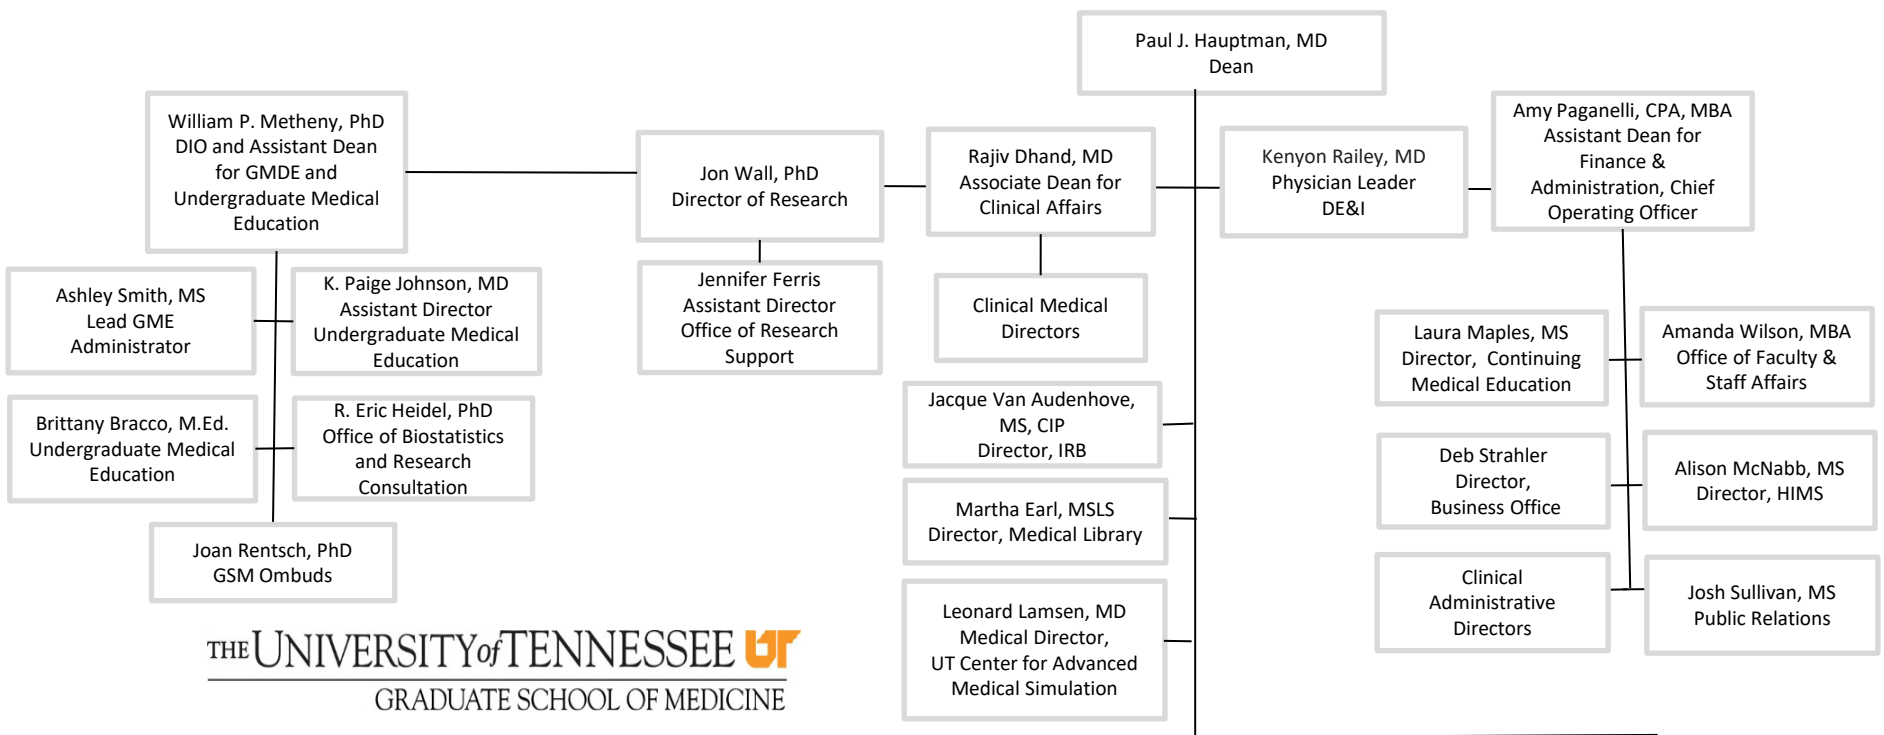 Paul J. Hauptman, MD
Dean
William P. Metheny, PhD
DIO and Assistant Dean
for GMDE and
Undergraduate Medical
Education
Jon Wall, PhD
Director of Research
Rajiv Dhand, MD
Associate Dean for
Clinical Affairs
Kenyon Railey, MD
Physician Leader
DE&I
Amy Paganelli, CPA, MBA
Assistant Dean for
Finance &
Administration, Chief
Operating Officer
Ashley Smith, MS
Lead GME
Administrator
K. Paige Johnson, MD
Assistant Director
Undergraduate Medical
Education
Jennifer Ferris
Assistant Director
Office of Research
Support
Clinical Medical
Directors
Laura Maples, MS
Director, Continuing
Medical Education
Amanda Wilson, MBA
Office of Faculty &
Staff Affairs
Brittany Bracco, M.Ed.
Undergraduate Medical
Education
R. Eric Heidel, PhD
Office of Biostatistics
and Research
Consultation
Jacque Van Audenhove,
MS, CIP
Director, IRB
Deb Strahler
Director,
Business Office
Alison McNabb, MS
Director, HIMS
Joan Rentsch, PhD
GSM Ombuds
Martha Earl, MSLS
Director, Medical Library
Clinical
Administrative
Directors
Josh Sullivan, MS
Public Relations
Leonard Lamsen, MD
Medical Director,
UT Center for Advanced
Medical Simulation
THE UNIVERSITY of TENNESSEE UT
GRADUATE SCHOOL OF MEDICINE